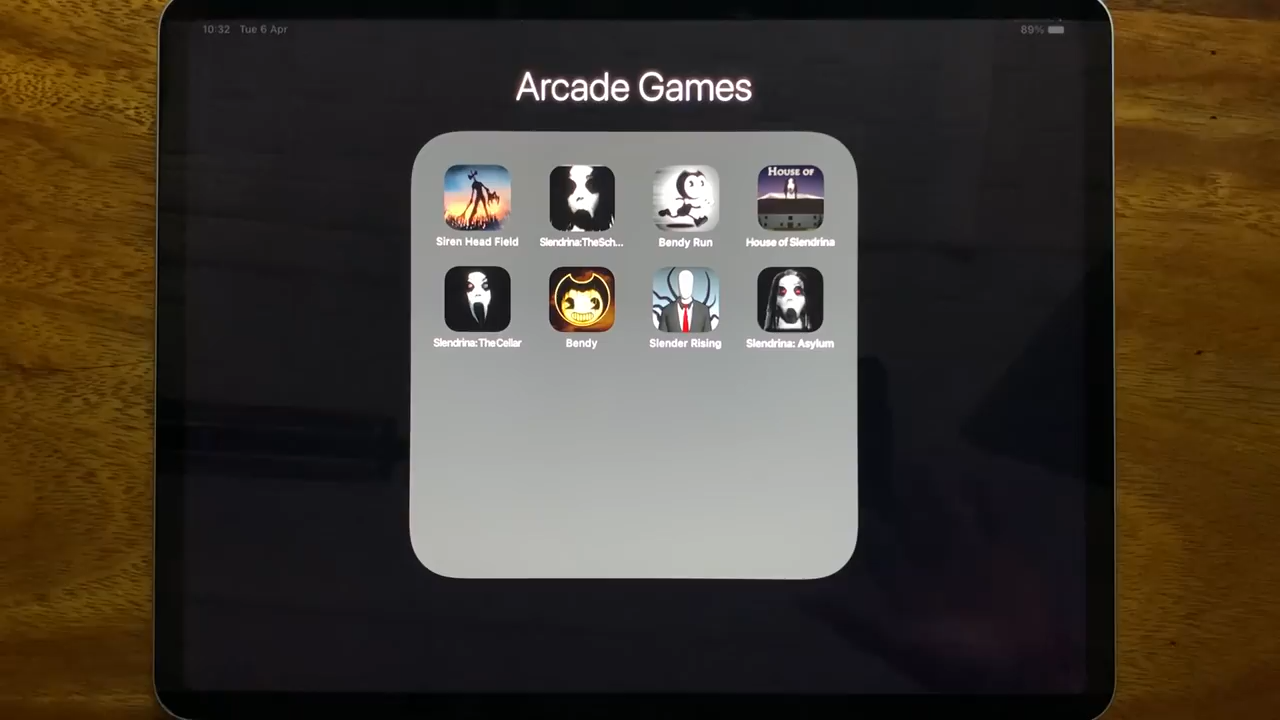 10:32 Tue 6 Apr
89%
Arcade Games
HOUSE OF
Siren Head Field
Slendrina:TheSch...
Bendy Run
House of Slendrina
Slendrina:TheCellar
Bendy
Slender Rising
Slendrina: Asylum